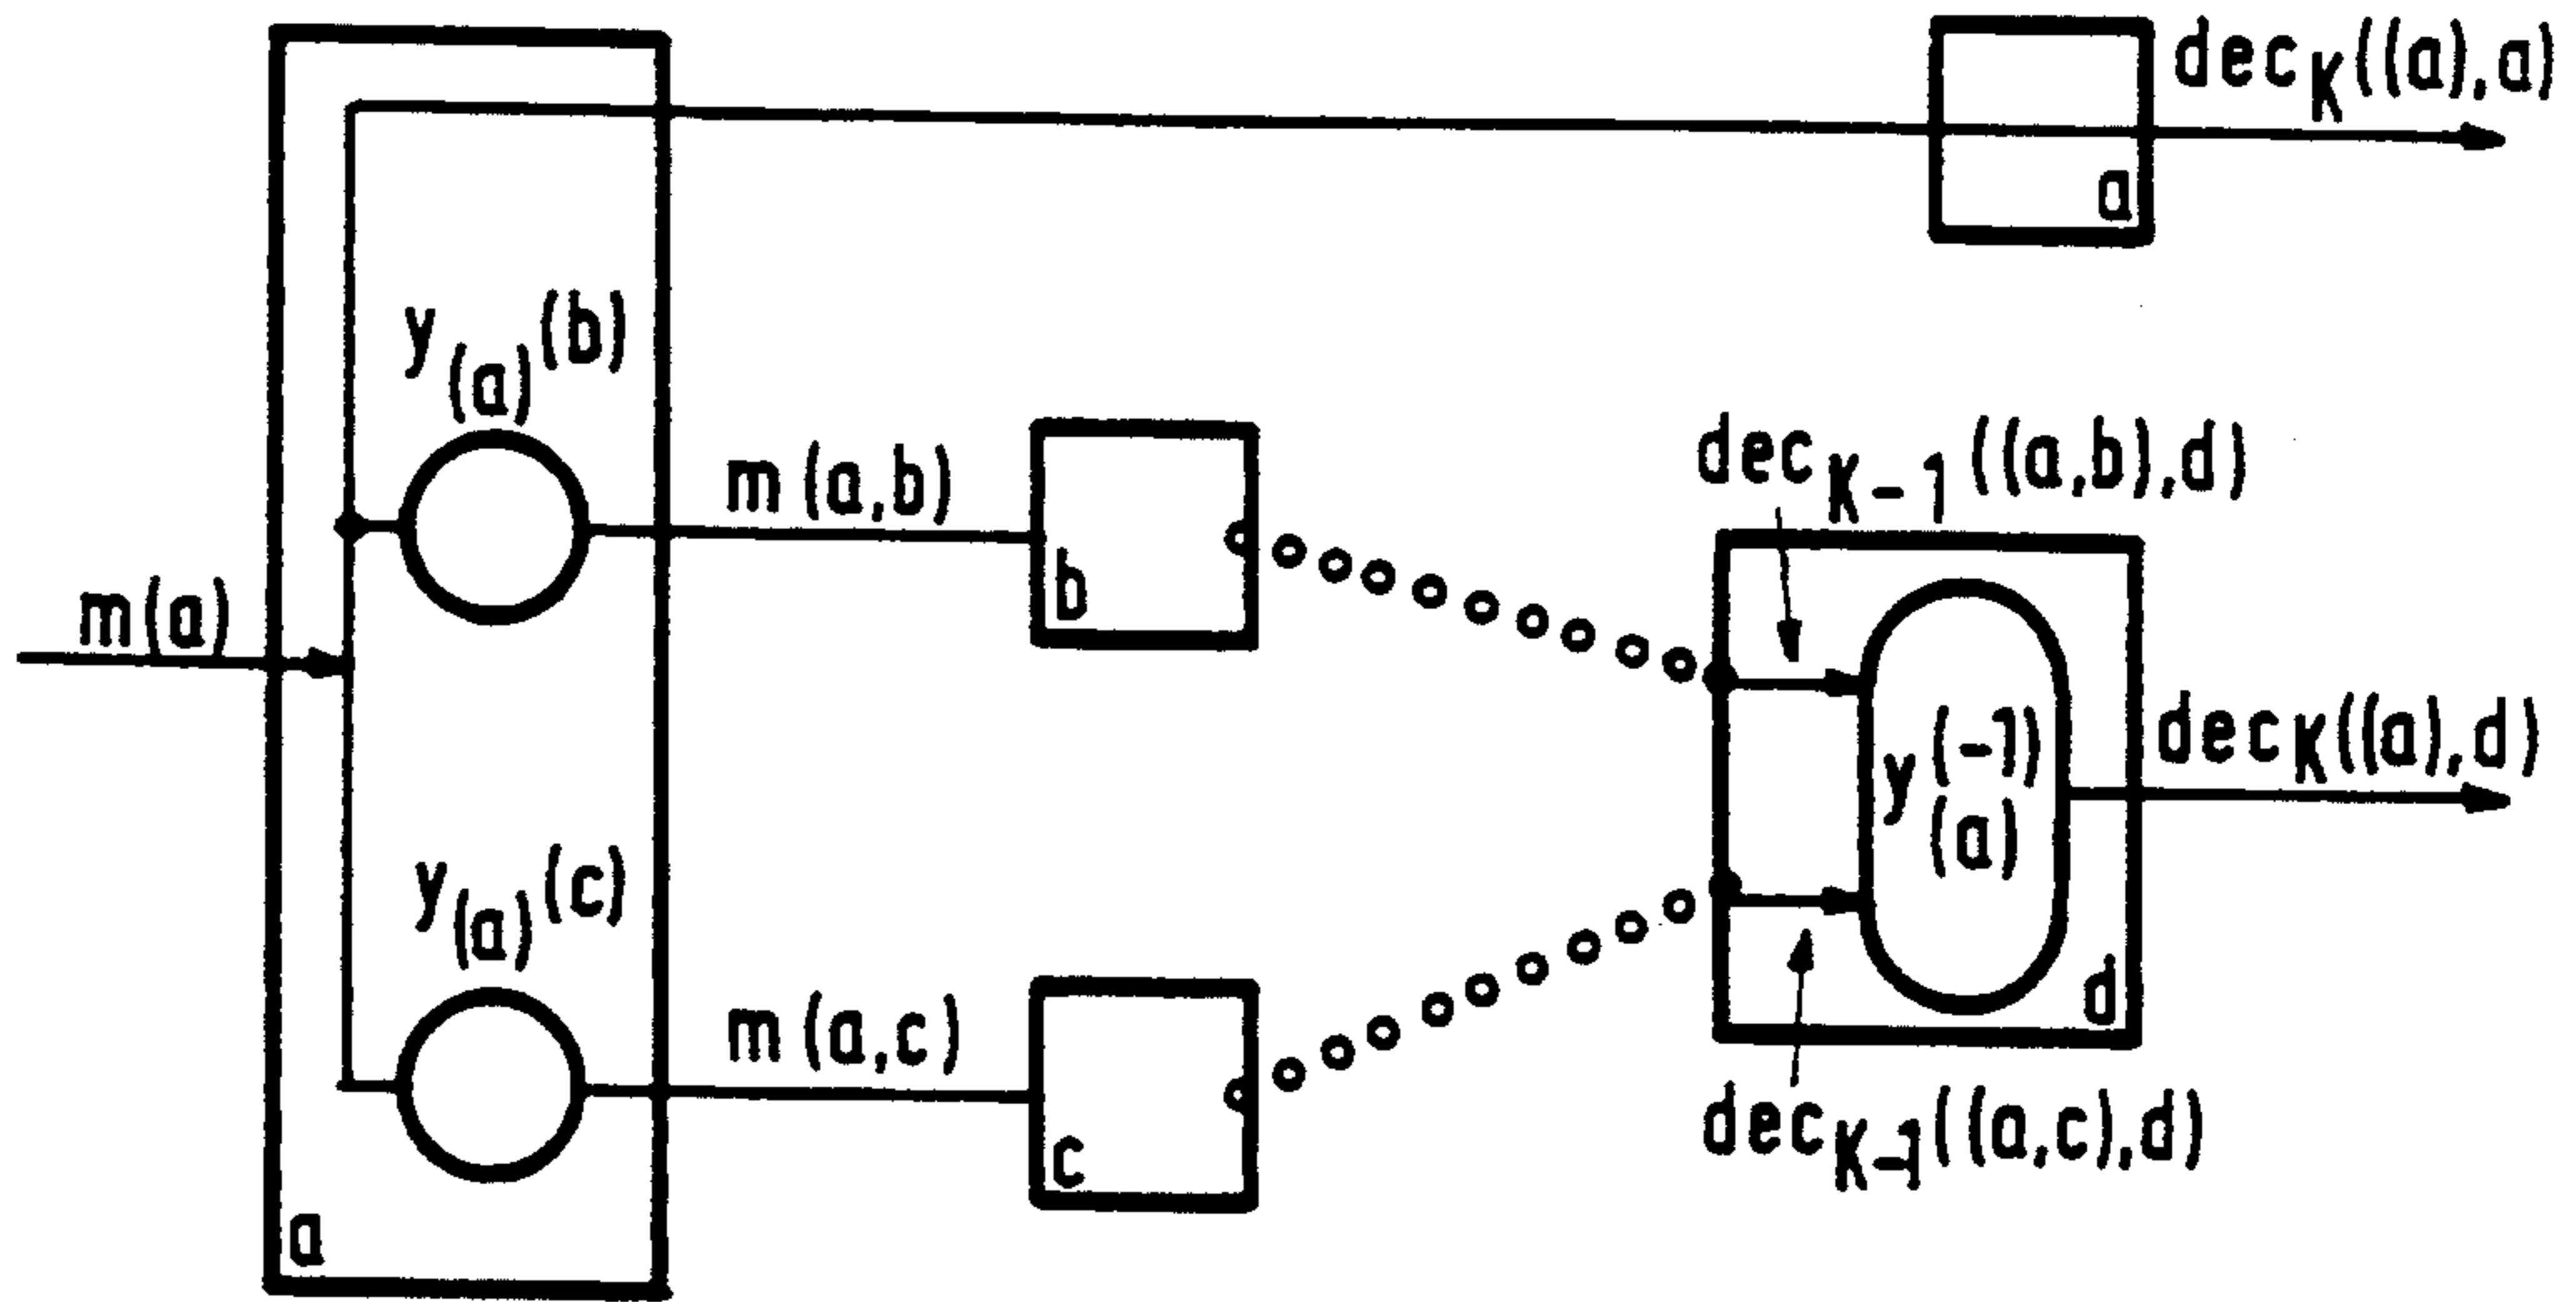 dec_K((a),a)
a
y_(a)(b)
m(a,b)
b
dec_K-1((a,b),d)
m(a)
y^(-1)_(a)
dec_K((a),d)
y_(a)(c)
m(a,c)
c
d
dec_K-1((a,c),d)
a